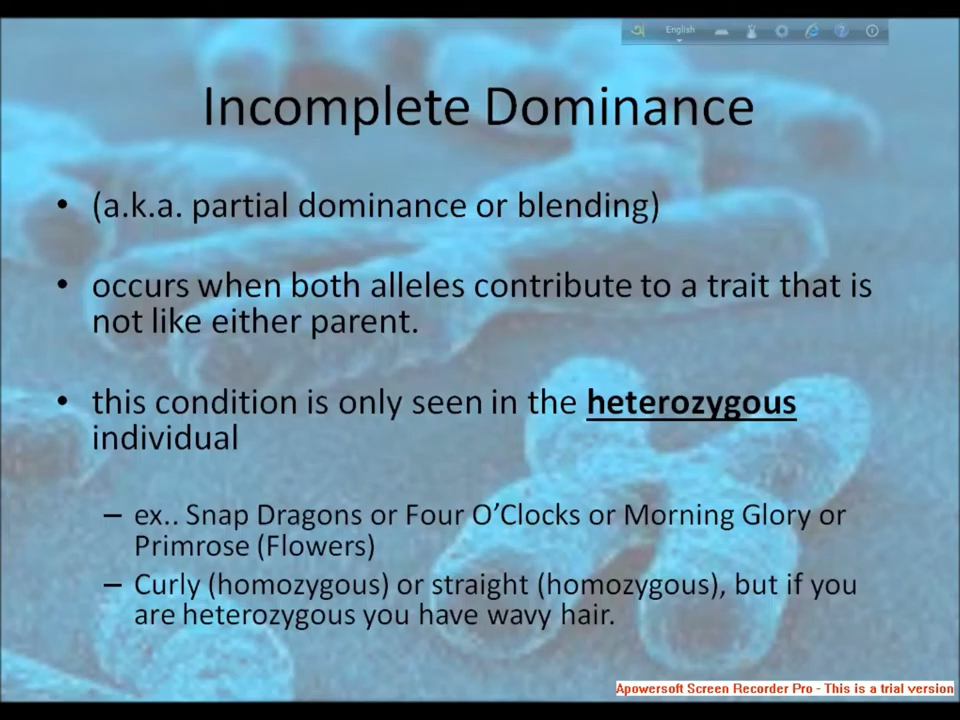 English
Incomplete Dominance
• (a.k.a. partial dominance or blending)
• occurs when both alleles contribute to a trait that is
not like either parent.
• this condition is only seen in the heterozygous
individual
– ex.. Snap Dragons or Four O’Clocks or Morning Glory or
Primrose (Flowers)
– Curly (homozygous) or straight (homozygous), but if you
are heterozygous you have wavy hair.
Apowersoft Screen Recorder Pro - This is a trial version